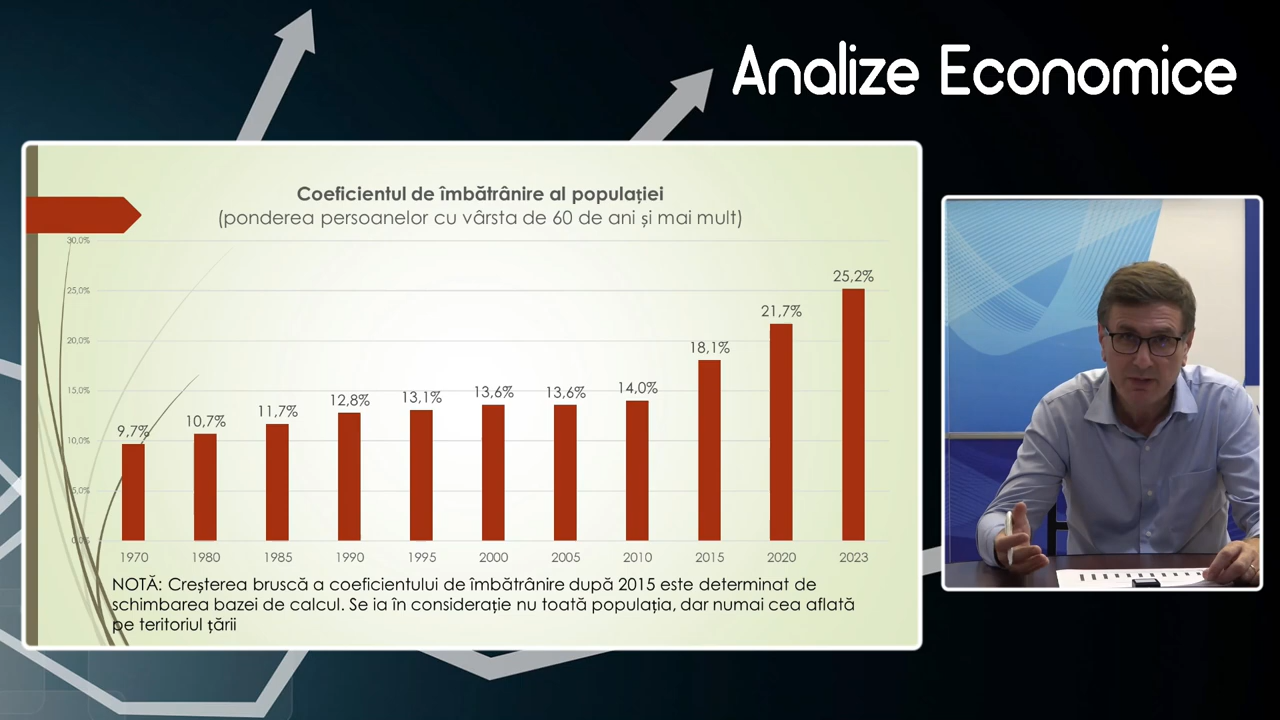 Analize Economice
Coeficientul de îmbătrânire al populației
(ponderea persoanelor cu vârsta de 60 de ani și mai mult)
30,0%
25,0%
20,0%
15,0%
10,0%
5,0%
0,0%
9,7%
10,7%
11,7%
12,8%
13,1%
13,6%
13,6%
14,0%
18,1%
21,7%
25,2%
1970 1980 1985 1990 1995 2000 2005 2010 2015 2020 2023
NOTĂ: Creșterea bruscă a coeficientului de îmbătrânire după 2015 este determinat de
schimbarea bazei de calcul. Se ia în considerație nu toată populația, dar numai cea aflată
pe teritoriul țării